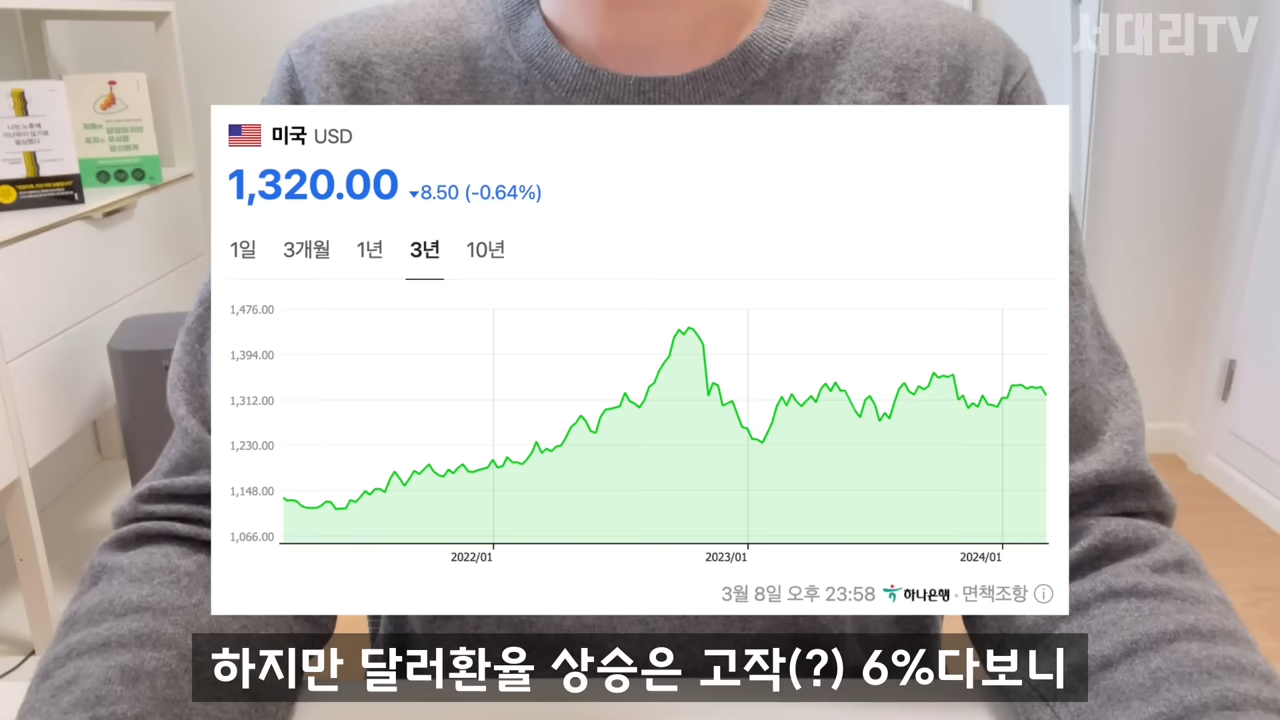 서대리TV
미국 USD
1,320.00 ▼8.50 (-0.64%)
1일 3개월 1년 3년 10년
1,476.00
1,394.00
1,312.00
1,230.00
1,148.00
1,066.00
2022/01 2023/01 2024/01
3월 8일 오후 23:58 하나은행 · 면책조항 ⓘ
하지만 달러환율 상승은 고작(?) 6%다보니